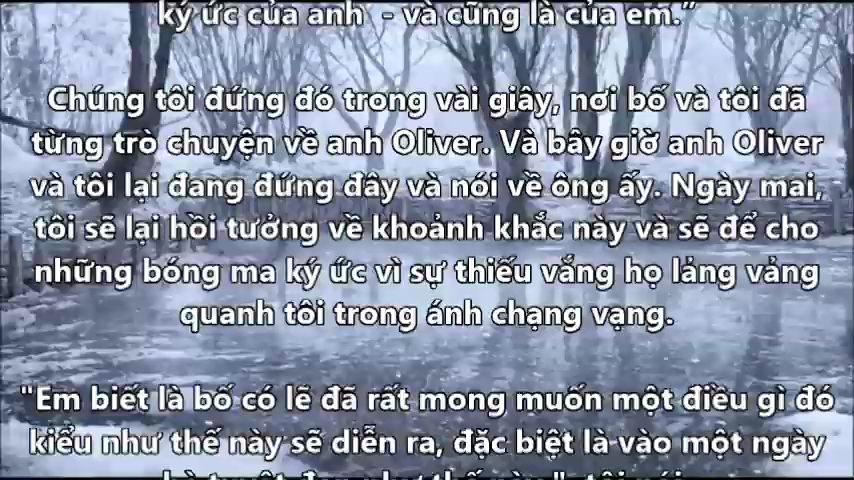 ký ức của anh - và cũng là của em.”
Chúng tôi đứng đó trong vài giây, nơi bố và tôi đã
từng trò chuyện về anh Oliver. Và bây giờ anh Oliver
và tôi lại đang đứng đây và nói về ông ấy. Ngày mai,
tôi sẽ lại hồi tưởng về khoảnh khắc này và sẽ để cho
những bóng ma ký ức vì sự thiếu vắng họ lảng vảng
quanh tôi trong ánh chạng vạng.
"Em biết là bố có lẽ đã rất mong muốn một điều gì đó
kiểu như thế này sẽ diễn ra, đặc biệt là vào một ngày